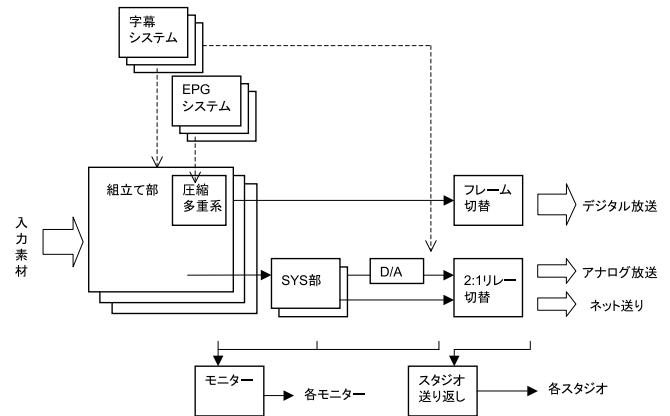 字幕
システム
EPG
システム
組立て部
圧縮
多重系
フレーム
切替
デジタル放送
入
力
素
材
SYS部
D/A
2:1リレー
切替
アナログ放送
ネット送り
モニター
各モニター
スタジオ
送り返し
各スタジオ